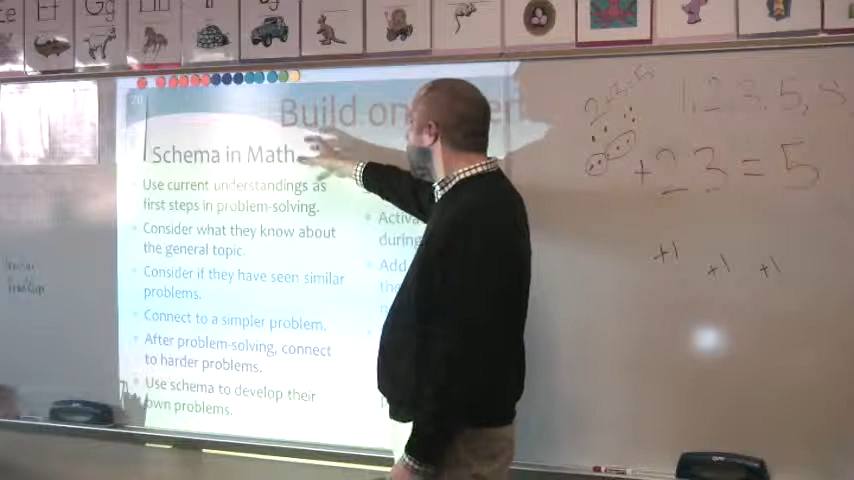 20
Build on
Schema in Math
Use current understandings as
first steps in problem-solving.
Consider what they know about
the general topic.
Consider if they have seen similar
problems.
Connect to a simpler problem.
After problem-solving, connect
to harder problems.
Use schema to develop their
own problems.
Activa
during
Add
1, 2, 3, 5, 8
+23=5
+1 +1 +1
Gg